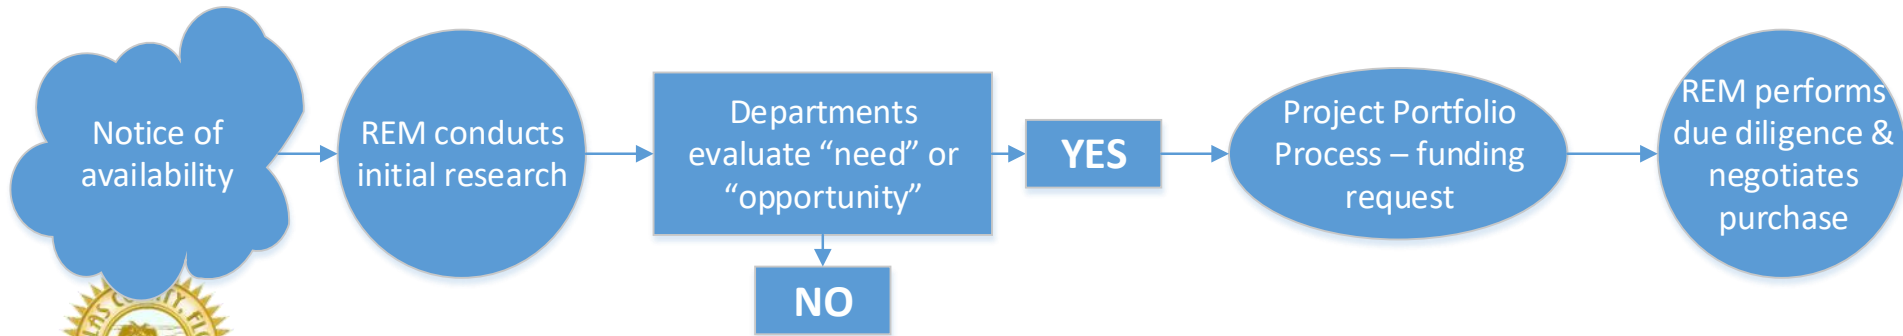 Notice of
availability
REM conducts
initial research
Departments
evaluate “need” or
“opportunity”
YES
Project Portfolio
Process – funding
request
REM performs
due diligence &
negotiates
purchase
NO